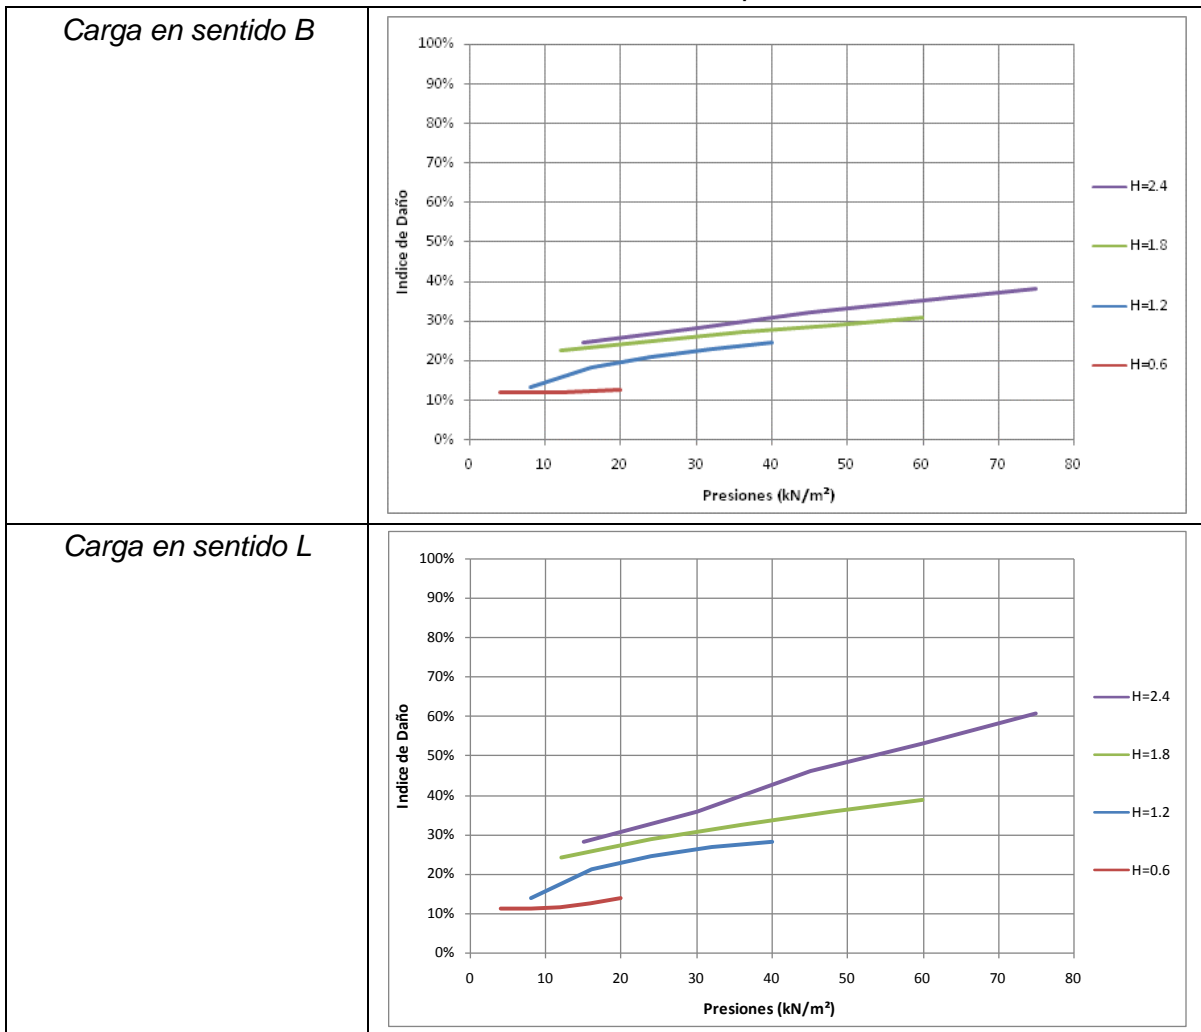 Carga en sentido B
100%
90%
80%
70%
60%
50%
40%
30%
20%
10%
0%
Indice de Daño
0 10 20 30 40 50 60 70 80
Presiones (kN/m²)
H=2.4
H=1.8
H=1.2
H=0.6
Carga en sentido L
100%
90%
80%
70%
60%
50%
40%
30%
20%
10%
0%
Indice de Daño
0 10 20 30 40 50 60 70 80
Presiones (kN/m²)
H=2.4
H=1.8
H=1.2
H=0.6